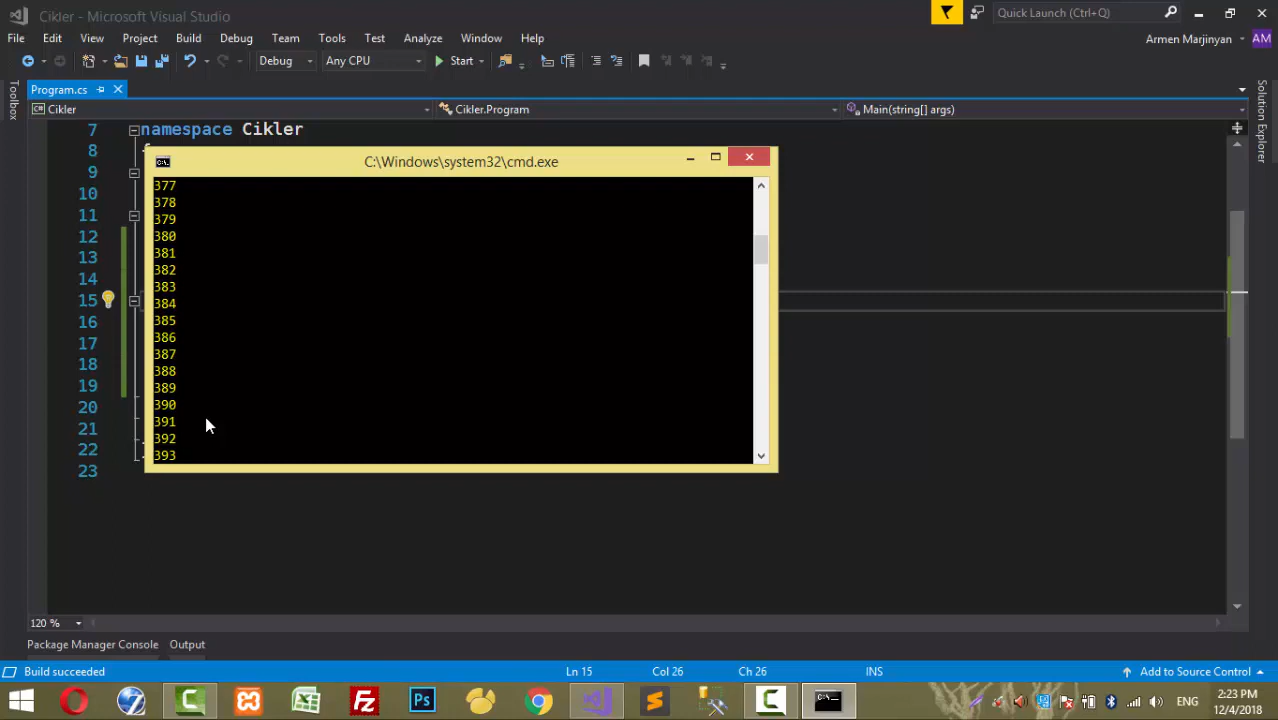 Cikler - Microsoft Visual Studio
Quick Launch (Ctrl+Q)
File Edit View Project Build Debug Team Tools Test Analyze Window Help
Armen Marjinyan AM
Debug Any CPU Start
Program.cs
Toolbox
Solution Explorer
Cikler Cikler.Program Main(string[] args)
7 namespace Cikler
8
9
10
11
12
13
14
15
16
17
18
19
20
21
22
23
C:\Windows\system32\cmd.exe
377
378
379
380
381
382
383
384
385
386
387
388
389
390
391
392
393
120 %
Package Manager Console Output
Build succeeded Ln 15 Col 26 Ch 26 INS Add to Source Control
Ps
ENG
2:23 PM
12/4/2018